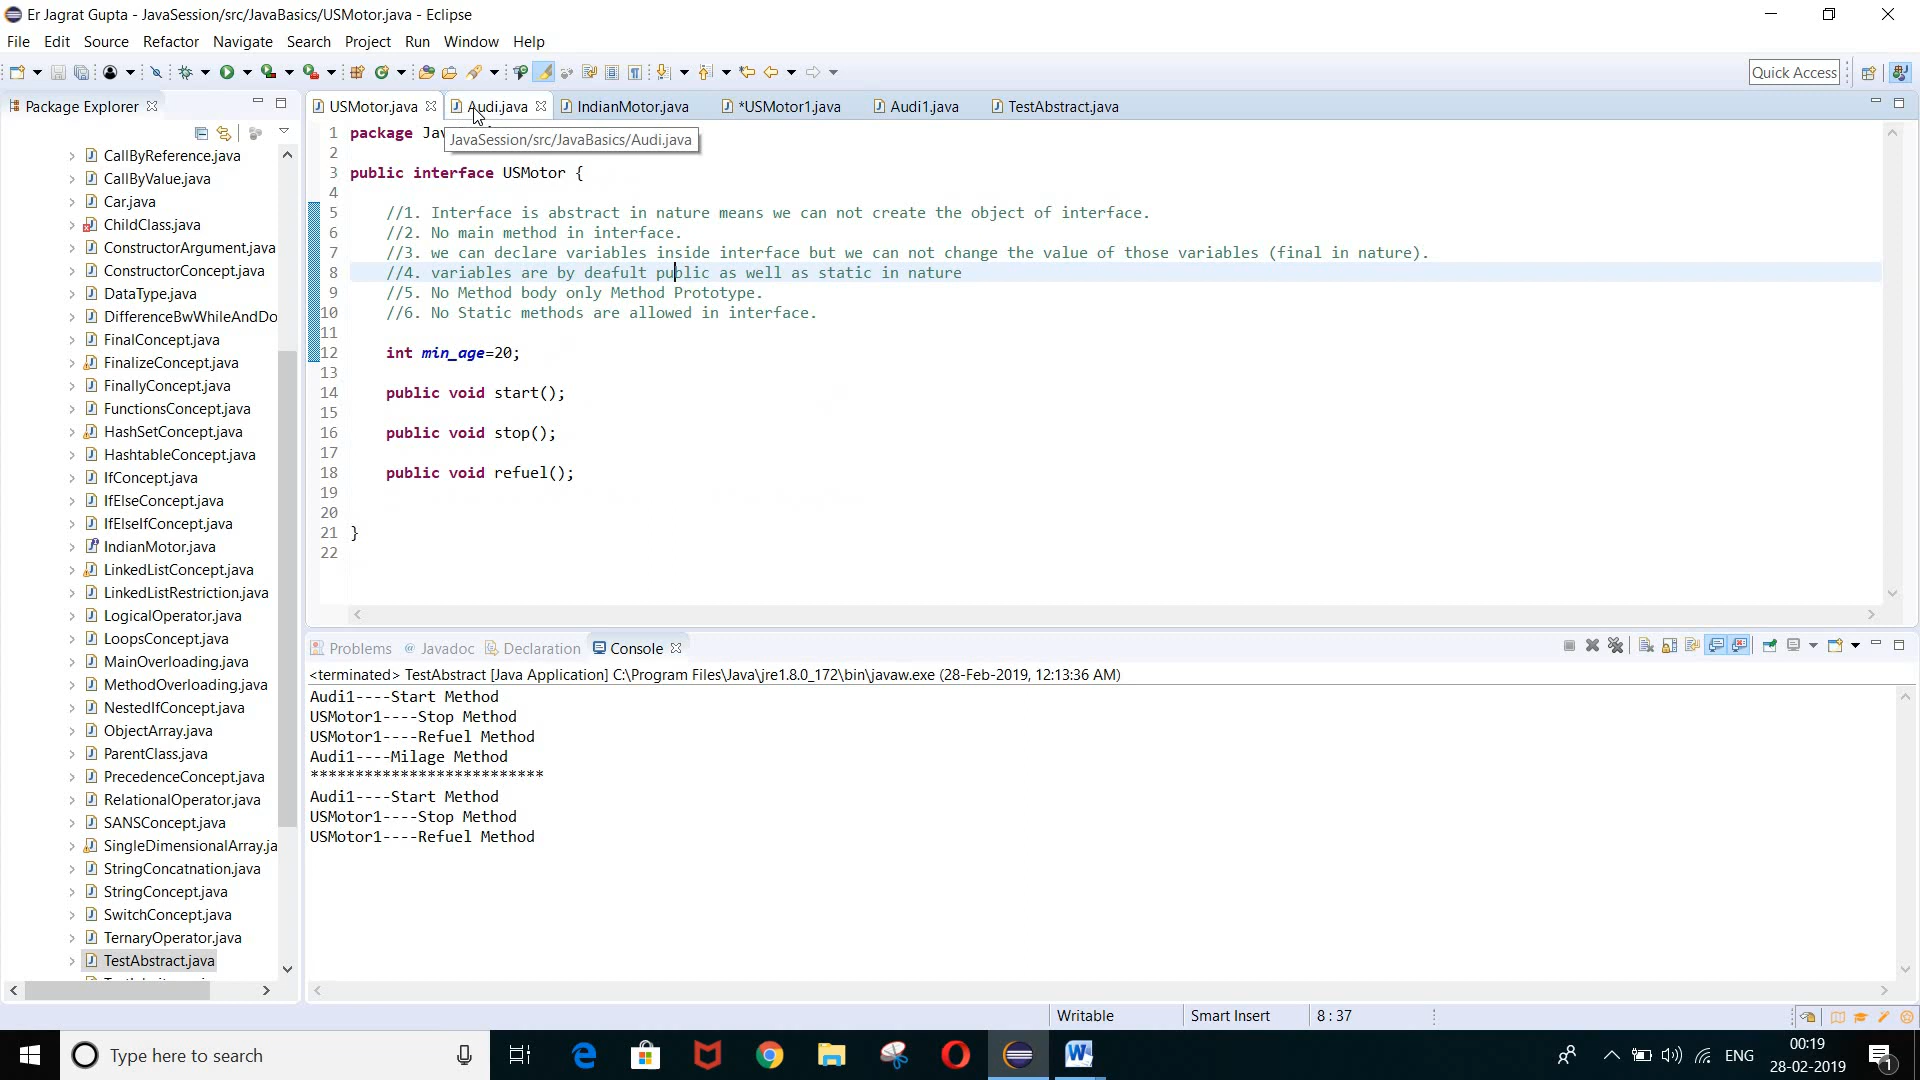 Er Jagrat Gupta - JavaSession/src/JavaBasics/USMotor.java - Eclipse
File Edit Source Refactor Navigate Search Project Run Window Help
Quick Access
Package Explorer
USMotor.java Audi.java IndianMotor.java *USMotor1.java Audi1.java TestAbstract.java
JavaSession/src/JavaBasics/Audi.java
CallByReference.java
CallByValue.java
Car.java
ChildClass.java
ConstructorArgument.java
ConstructorConcept.java
DataType.java
DifferenceBwWhileAndDo
FinalConcept.java
FinalizeConcept.java
FinallyConcept.java
FunctionsConcept.java
HashSetConcept.java
HashtableConcept.java
IfConcept.java
IfElseConcept.java
IfElseIfConcept.java
IndianMotor.java
LinkedListConcept.java
LinkedListRestriction.java
LogicalOperator.java
LoopsConcept.java
MainOverloading.java
MethodOverloading.java
NestedIfConcept.java
ObjectArray.java
ParentClass.java
PrecedenceConcept.java
RelationalOperator.java
SANSConcept.java
SingleDimensionalArray.ja
StringConcatnation.java
StringConcept.java
SwitchConcept.java
TernaryOperator.java
TestAbstract.java
1 package Jav
2
3 public interface USMotor {
4
5 //1. Interface is abstract in nature means we can not create the object of interface.
6 //2. No main method in interface.
7 //3. we can declare variables inside interface but we can not change the value of those variables (final in nature).
8 //4. variables are by deafult public as well as static in nature
9 //5. No Method body only Method Prototype.
10 //6. No Static methods are allowed in interface.
11
12 int min_age=20;
13
14 public void start();
15
16 public void stop();
17
18 public void refuel();
19
20
21 }
22
Problems Javadoc Declaration Console
<terminated> TestAbstract [Java Application] C:\Program Files\Java\jre1.8.0_172\bin\javaw.exe (28-Feb-2019, 12:13:36 AM)
Audi1----Start Method
USMotor1----Stop Method
USMotor1----Refuel Method
Audi1----Milage Method
**************************
Audi1----Start Method
USMotor1----Stop Method
USMotor1----Refuel Method
Writable Smart Insert 8 : 37
Type here to search
ENG
00:19
28-02-2019
1